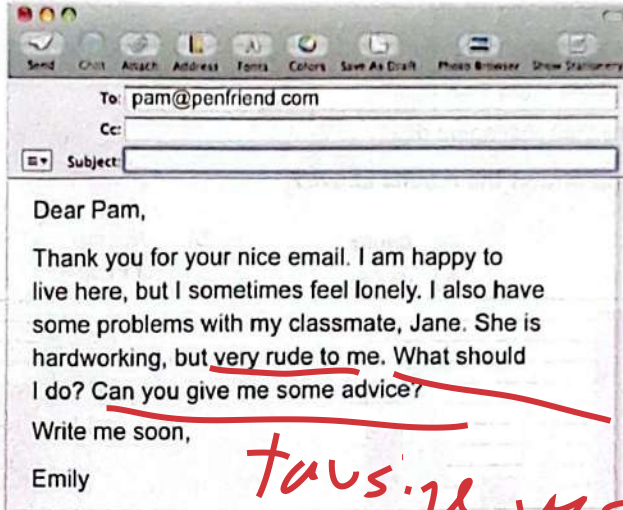 Send Chat Attach Address Fonts Colors Save As Draft Photo Browser Show Stationery
To: pam@penfriend com
Cc:
Subject:
Dear Pam,
Thank you for your nice email. I am happy to
live here, but I sometimes feel lonely. I also have
some problems with my classmate, Jane. She is
hardworking, but very rude to me. What should
I do? Can you give me some advice?
Write me soon,
Emily